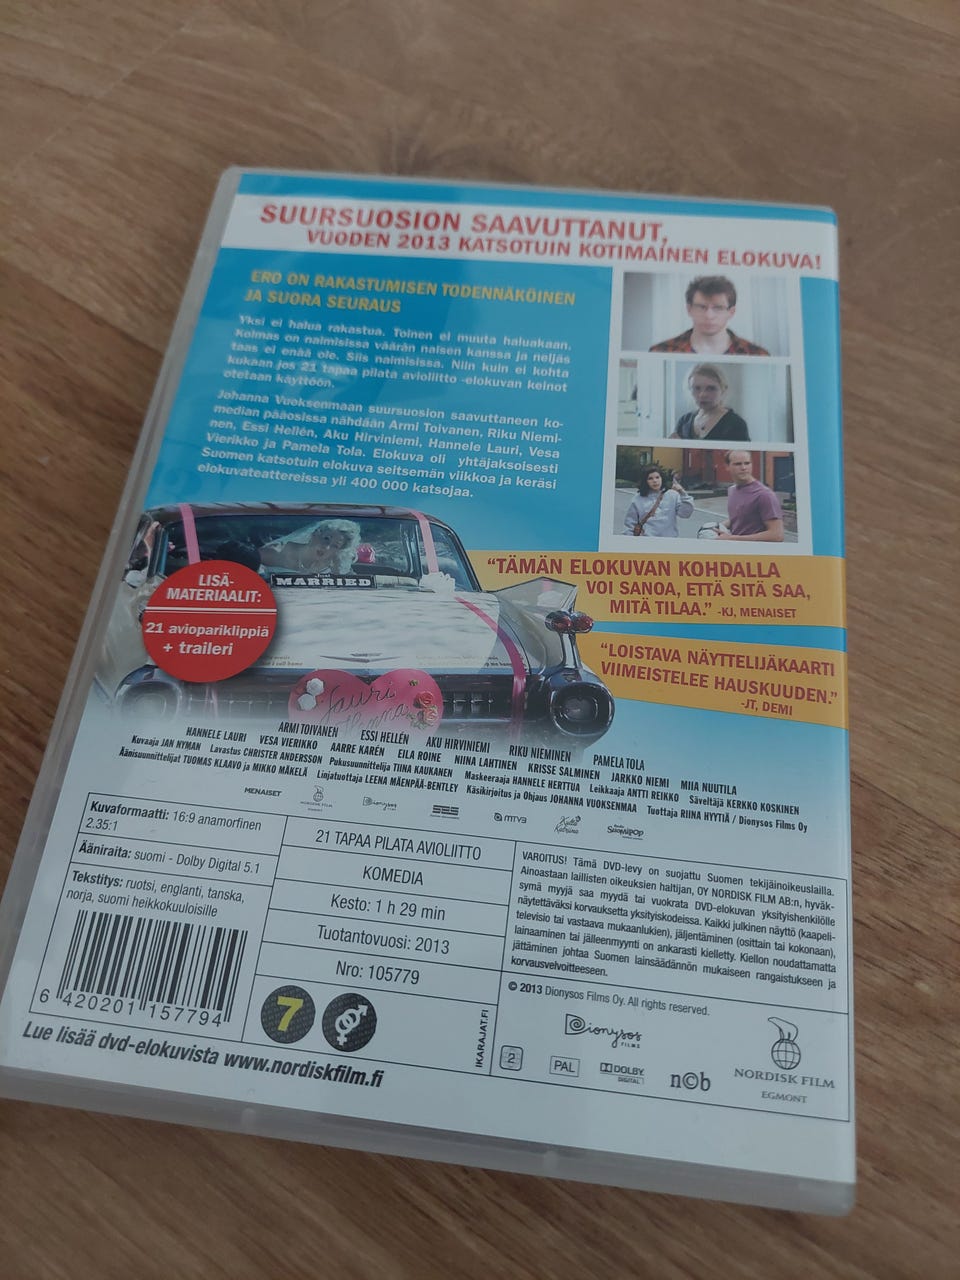 SUURSUOSION SAAVUTTANUT,
VUODEN 2013 KATSOTUIN KOTIMAINEN ELOKUVA!
ERO ON RAKASTUMISEN TODENNÄKÖINEN
JA SUORA SEURAUS
Yksi ei halua rakastua. Toinen ei muuta haluakaan.
Kolmas on naimisissa väärän naisen kanssa ja neljäs
taas ei enää ole. Siis naimisissa. Niin kuin ei kohta
kukaan jos 21 tapaa pilata avioliitto -elokuvan keinot
otetaan käyttöön.
Johanna Vuoksenmaan suursuosion saavuttaneen ko-
median pääosissa nähdään Armi Toivanen, Riku Niemi-
nen, Essi Hellén, Aku Hirviniemi, Hannele Lauri, Vesa
Vierikko ja Pamela Tola. Elokuva oli yhtäjaksoisesti
Suomen katsotuin elokuva seitsemän viikkoa ja keräsi
elokuvateattereissa yli 400 000 katsojaa.
Just
MARRIED
LISÄ-
MATERIAALIT:
21 aviopariklippiä
+ traileri
Lauri
"TÄMÄN ELOKUVAN KOHDALLA
VOI SANOA, ETTÄ SITÄ SAA,
MITÄ TILAA." -KJ, MENAISET
"LOISTAVA NÄYTTELIJÄKAARTI
VIIMEISTELEE HAUSKUUDEN."
-JT, DEMI
ARMI TOIVANEN ESSI HELLÉN AKU HIRVINIEMI RIKU NIEMINEN PAMELA TOLA
HANNELE LAURI VESA VIERIKKO AARRE KARÉN EILA ROINE NIINA LAHTINEN KRISSE SALMINEN JARKKO NIEMI MIIA NUUTILA
Kuvaaja JAN NYMAN Lavastus CHRISTER ANDERSSON Pukusuunnittelija TIINA KAUKANEN Maskeeraaja HANNELE HERTTUA Leikkaaja ANTTI REIKKO Säveltäjä KERKKO KOSKINEN
Äänisuunnittelijat TUOMAS KLAAVO ja MIKKO MÄKELÄ Linjatuottaja LEENA MÄENPÄÄ-BENTLEY Käsikirjoitus ja Ohjaus JOHANNA VUOKSENMAA Tuottaja RIINA HYYTIÄ / Dionysos Films Oy
MENAISET NORDISK FILM Dionysos MTV3 SUOMIPOP
Kuvaformaatti: 16:9 anamorfinen
2.35:1
Ääniraita: suomi - Dolby Digital 5.1
Tekstitys: ruotsi, englanti, tanska,
norja, suomi heikkokuuloisille
6 420201 157794
21 TAPAA PILATA AVIOLIITTO
KOMEDIA
Kesto: 1 h 29 min
Tuotantovuosi: 2013
Nro: 105779
7
IKARAJAT.FI
VAROITUS! Tämä DVD-levy on suojattu Suomen tekijäinoikeuslailla.
Ainoastaan laillisten oikeuksien haltijan, OY NORDISK FILM AB:n, hyväk-
symä myyjä saa myydä tai vuokrata DVD-elokuvan yksityishenkilölle
näytettäväksi korvauksetta yksityiskodeissa. Kaikki julkinen näyttö (kaapeli-
televisio tai vastaava mukaanlukien), jäljentäminen (osittain tai kokonaan),
lainaaminen tai jälleenmyynti on ankarasti kielletty. Kiellon noudattamatta
jättäminen johtaa Suomen lainsäädännön mukaiseen rangaistukseen ja
korvausvelvoitteeseen.
© 2013 Dionysos Films Oy. All rights reserved.
Dionysos
FILMS
2 PAL DOLBY
DIGITAL
n©b
NORDISK FILM
EGMONT
Lue lisää dvd-elokuvista www.nordiskfilm.fi